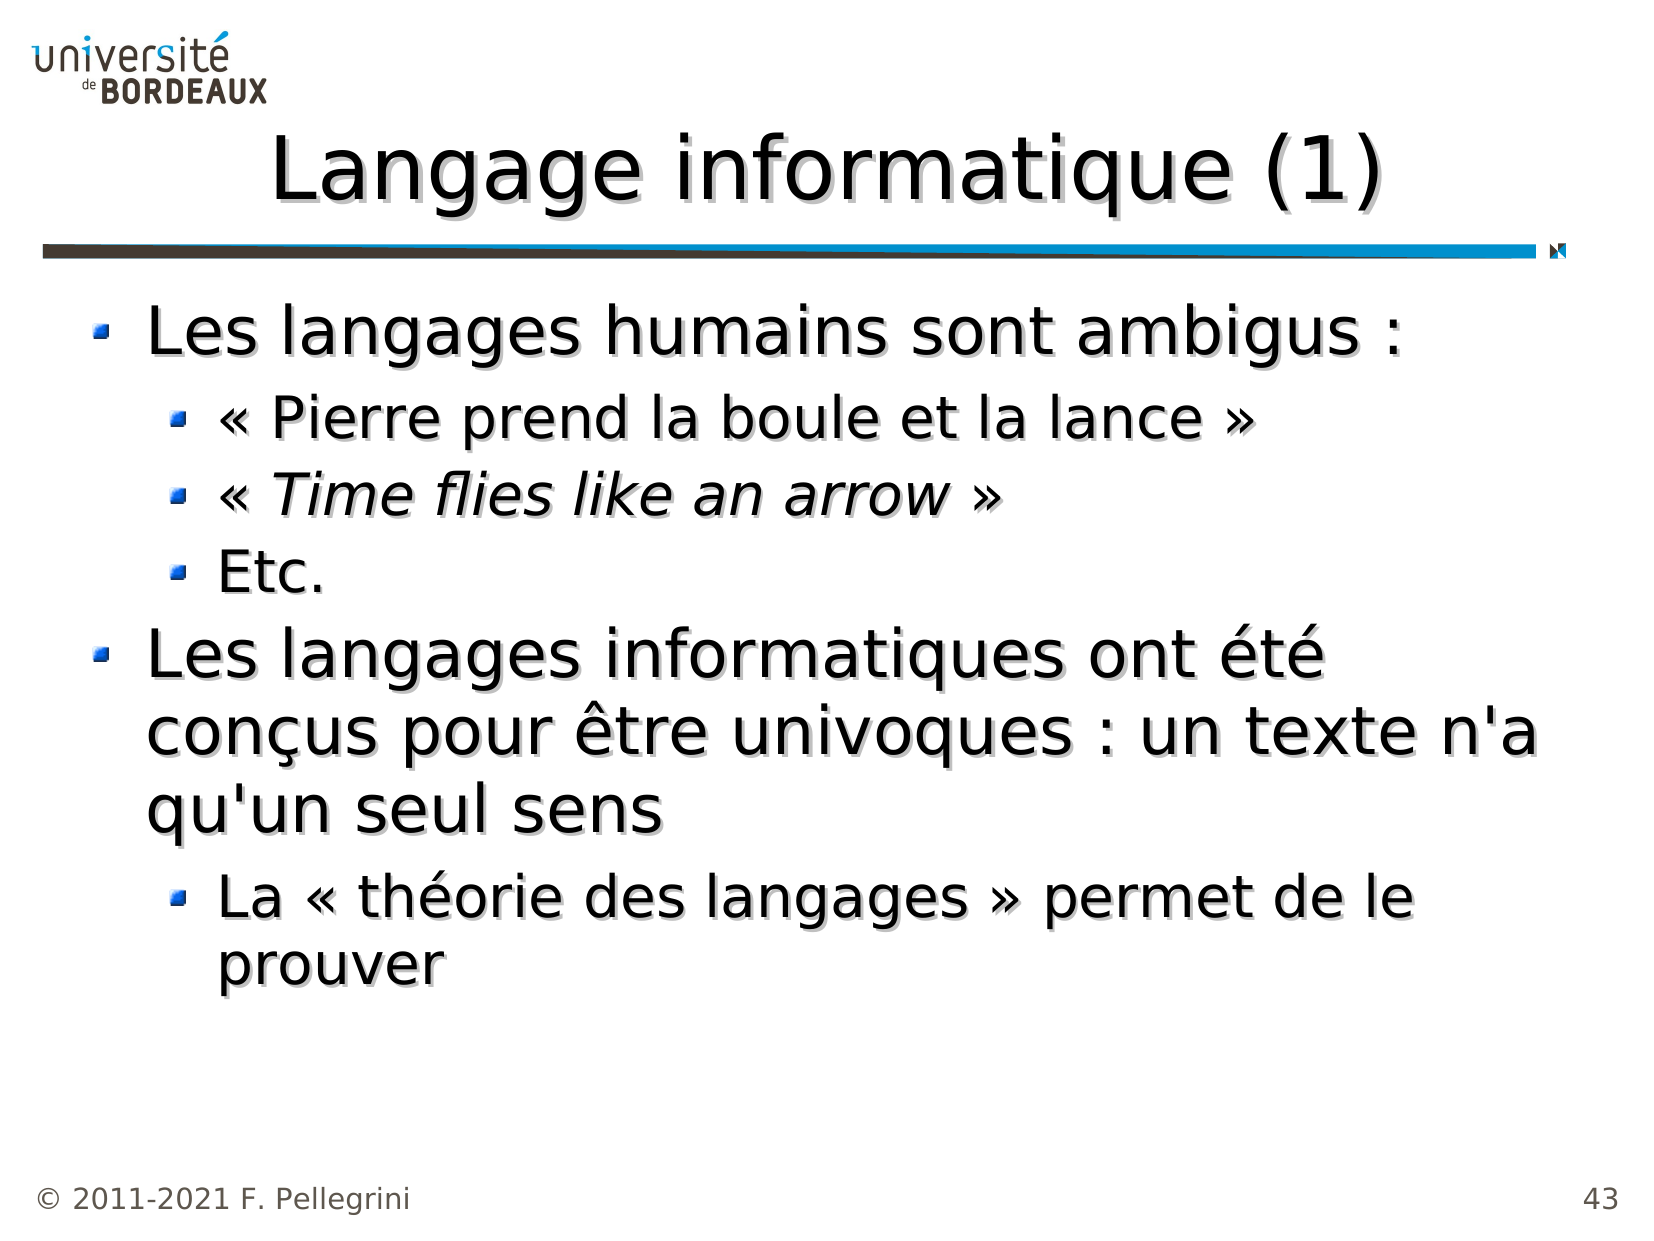 université
de BORDEAUX
Langage informatique (1)
Les langages humains sont ambigus :
« Pierre prend la boule et la lance »
« Time flies like an arrow »
Etc.
Les langages informatiques ont été
conçus pour être univoques : un texte n'a
qu'un seul sens
La « théorie des langages » permet de le
prouver
© 2011-2021 F. Pellegrini
43